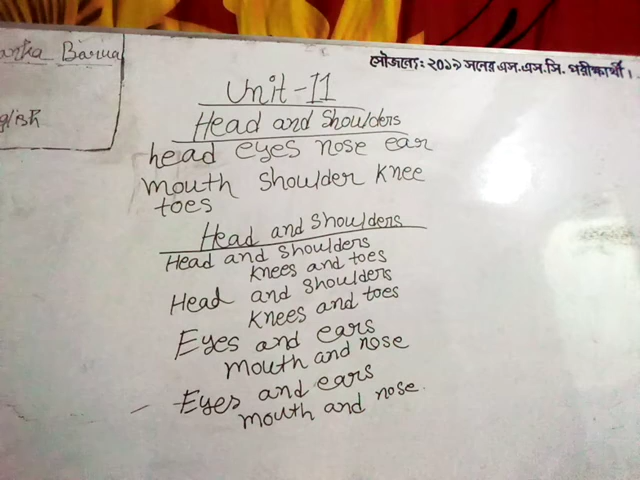 Barua
সৌজন্যে: ২০১৯ সনের এস.এস.সি. পরীক্ষার্থী।
Unit-11
Head and Shoulders
head eyes nose ear
mouth shoulder knee
toes
Head and Shoulders
Head and Shoulders
Knees and toes
Head and Shoulders
Knees and toes
Eyes and ears
Mouth and nose
Eyes and ears
Mouth and nose.